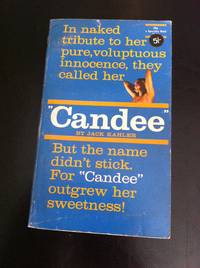 In naked
tribute to her
pure, voluptuous
innocence, they
called her
"Candee"
BY JACK KAHLER
But the name
didn't stick.
For "Candee"
outgrew her
sweetness!